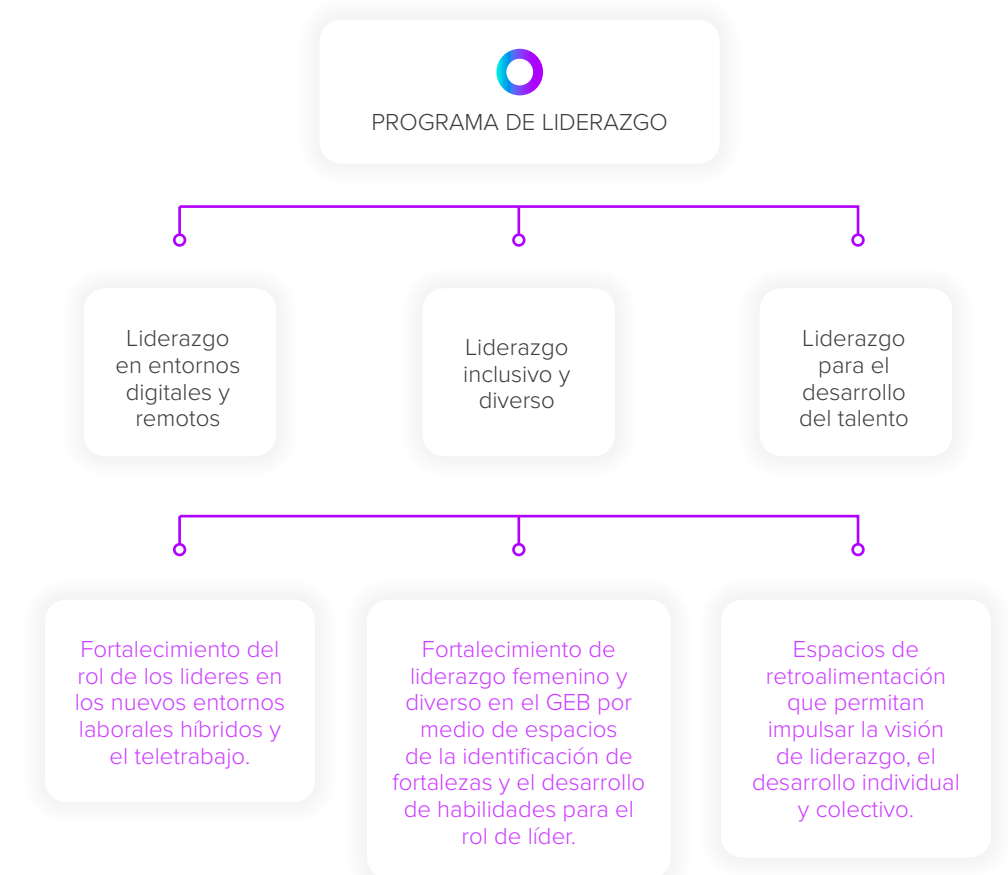 PROGRAMA DE LIDERAZGO
Liderazgo
en entornos
digitales y
remotos
Liderazgo
inclusivo y
diverso
Liderazgo
para el
desarrollo
del talento
Fortalecimiento del
rol de los lideres en
los nuevos entornos
laborales híbridos y
el teletrabajo.
Fortalecimiento de
liderazgo femenino y
diverso en el GEB por
medio de espacios
de la identificación de
fortalezas y el desarrollo
de habilidades para el
rol de líder.
Espacios de
retroalimentación
que permitan
impulsar la visión
de liderazgo, el
desarrollo individual
y colectivo.